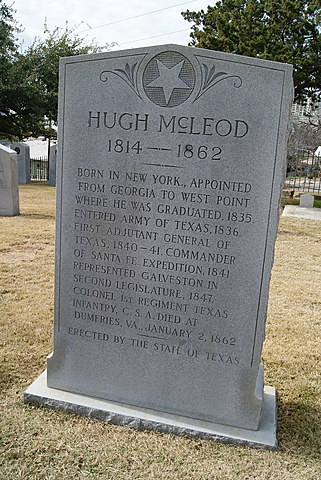 HUGH McLEOD
1814 — 1862
BORN IN NEW YORK., APPOINTED
FROM GEORGIA TO WEST POINT
WHERE HE WAS GRADUATED, 1835.
ENTERED ARMY OF TEXAS, 1836.
FIRST ADJUTANT GENERAL OF
TEXAS, 1840-41. COMMANDER
OF SANTA FE EXPEDITION, 1841.
REPRESENTED GALVESTON IN
SECOND LEGISLATURE, 1847.
COLONEL 1ST. REGIMENT TEXAS
INFANTRY, C.S.A. DIED AT
DUMFRIES, VA., JANUARY 2, 1862
ERECTED BY THE STATE OF TEXAS